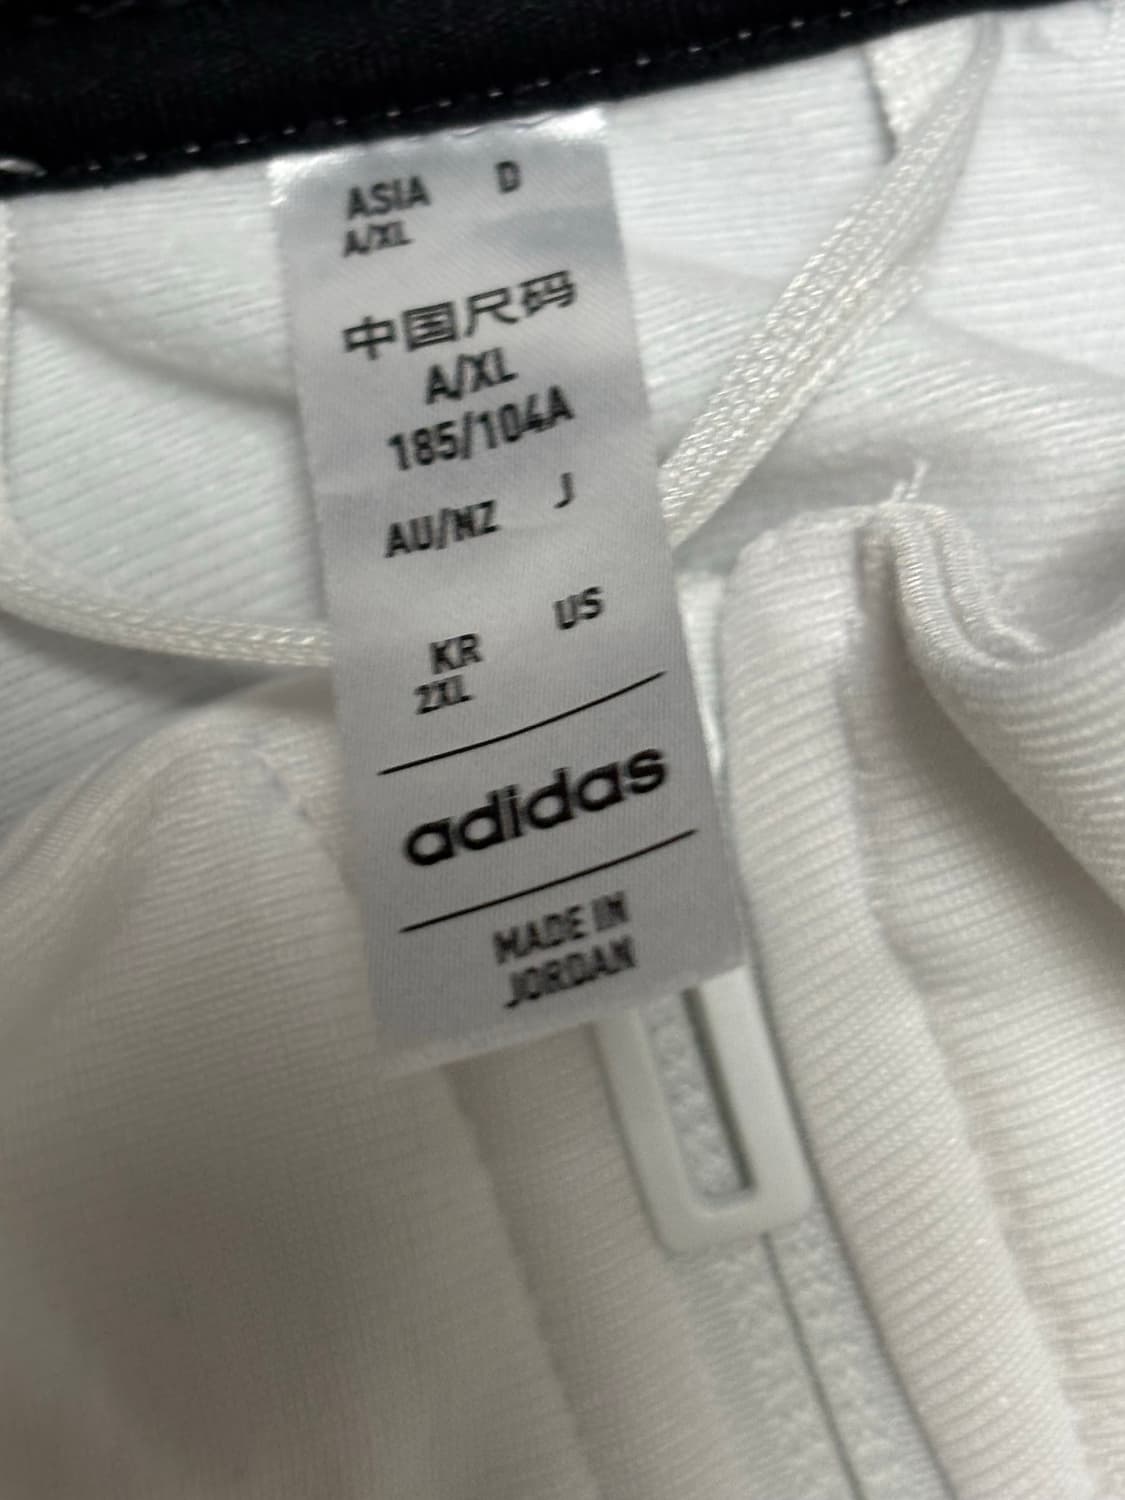 ASIA D
A/XL
中国尺码
A/XL
185/104A
AU/NZ J
KR US
2XL
adidas
MADE IN
JORDAN